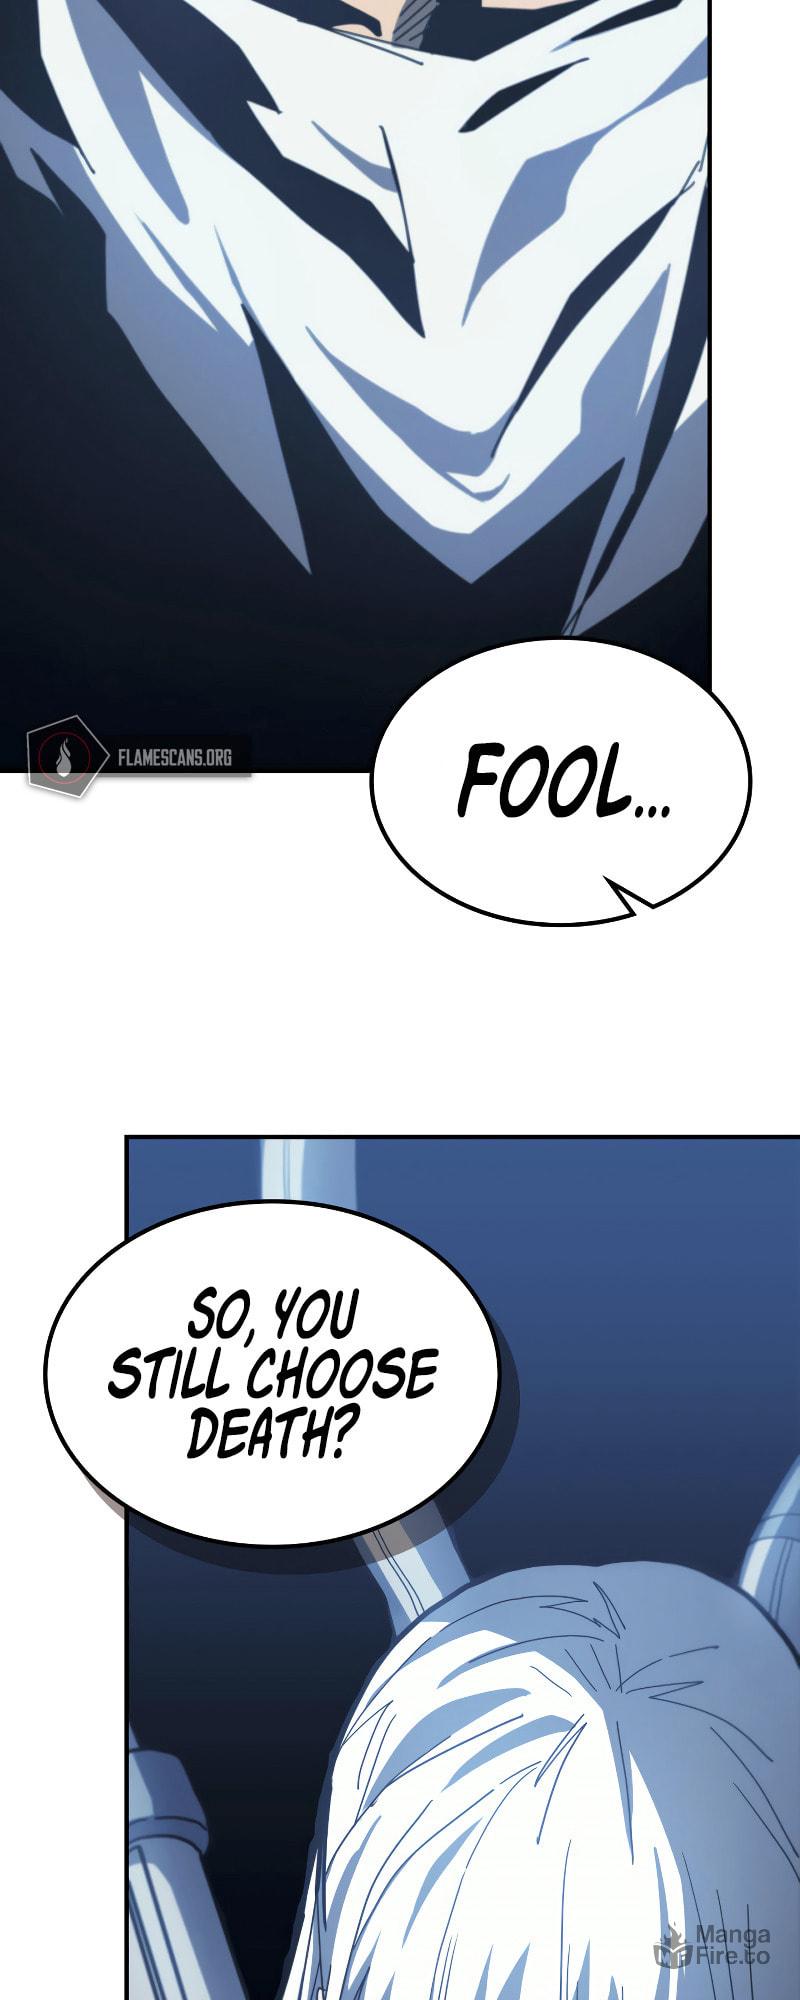 FLAMESCANS.ORG
FOOL...
SO, YOU
STILL CHOOSE
DEATH?
Manga
Fire.to